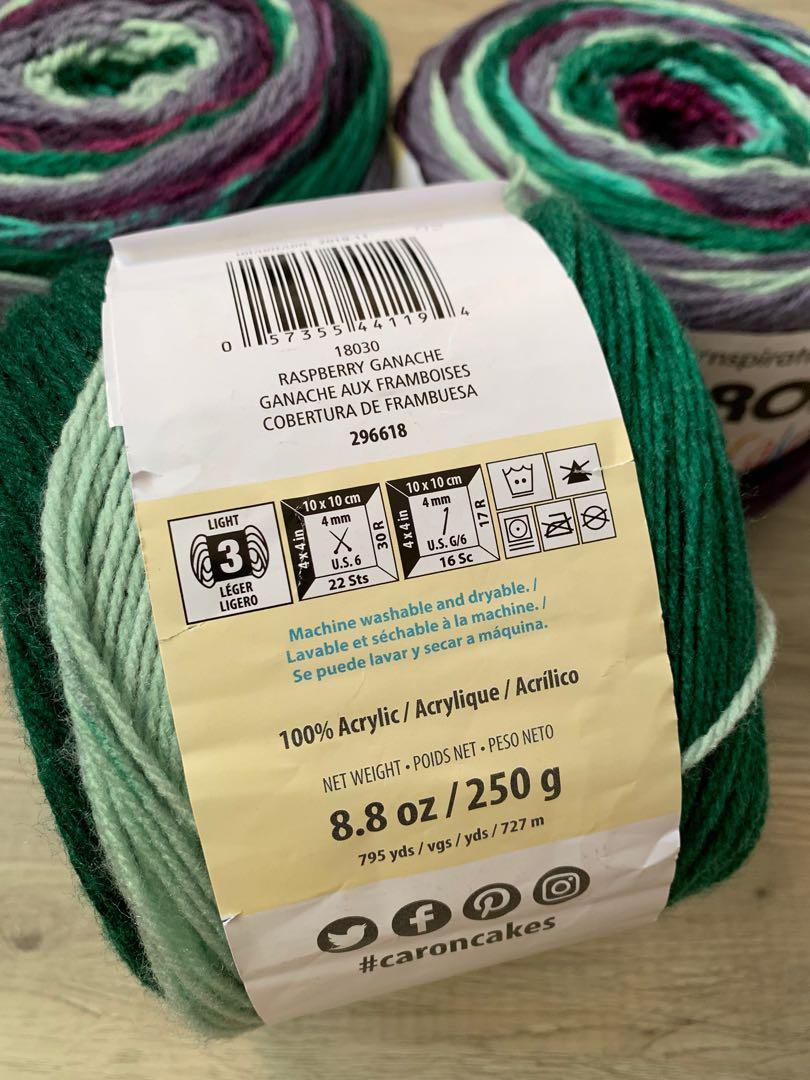 0 57355 44119 4
18030
RASPBERRY GANACHE
GANACHE AUX FRAMBOISES
COBERTURA DE FRAMBUESA
296618
LIGHT
3
LÉGER
LIGERO
10 x 10 cm
4 x 4 in
4 mm
U.S. 6
30 R
22 Sts
10 x 10 cm
4 x 4 in
4 mm
U.S. G/6
17 R
16 Sc
Machine washable and dryable. /
Lavable et séchable à la machine. /
Se puede lavar y secar a máquina.
100% Acrylic / Acrylique / Acrílico
NET WEIGHT • POIDS NET • PESO NETO
8.8 oz / 250 g
795 yds / vgs / yds / 727 m
#caroncakes